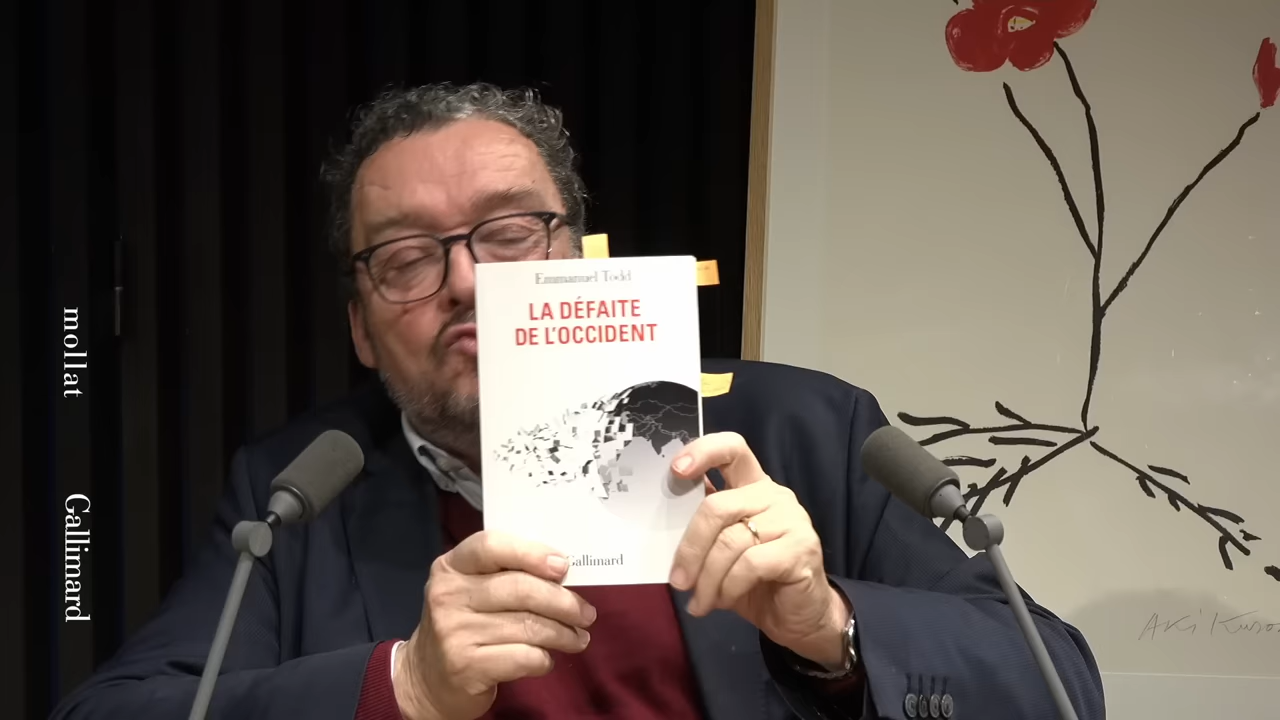 mollat
Gallimard
Emmanuel Todd
LA DÉFAITE
DE L'OCCIDENT
Gallimard